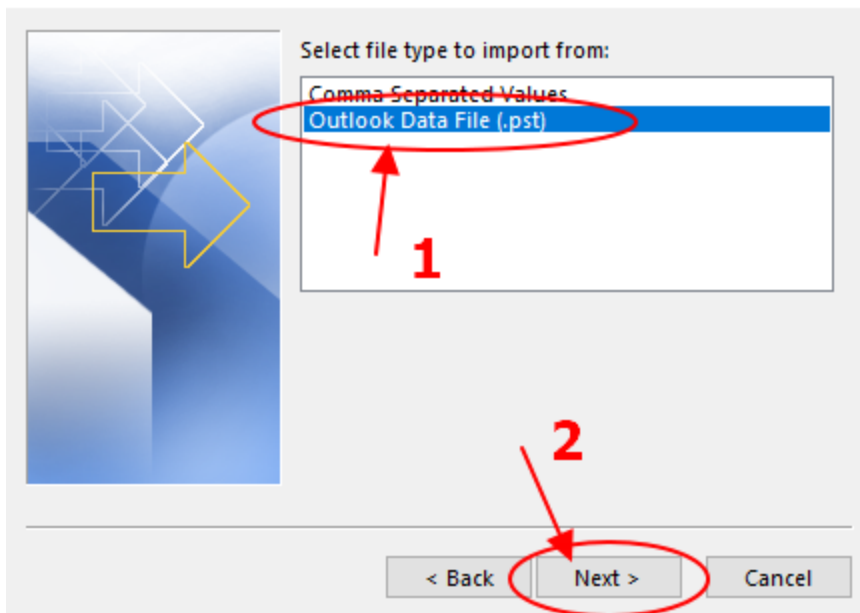 Select file type to import from:
Comma Separated Values
Outlook Data File (.pst)
1
2
< Back
Next >
Cancel